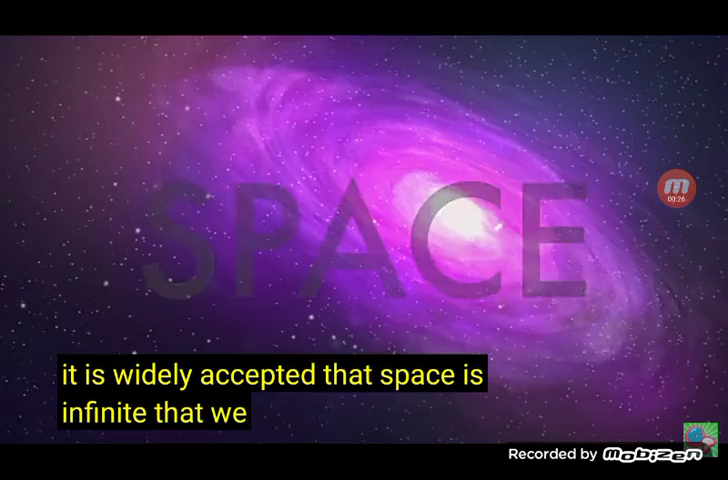 SPACE
00:26
it is widely accepted that space is
infinite that we
Recorded by mobizen